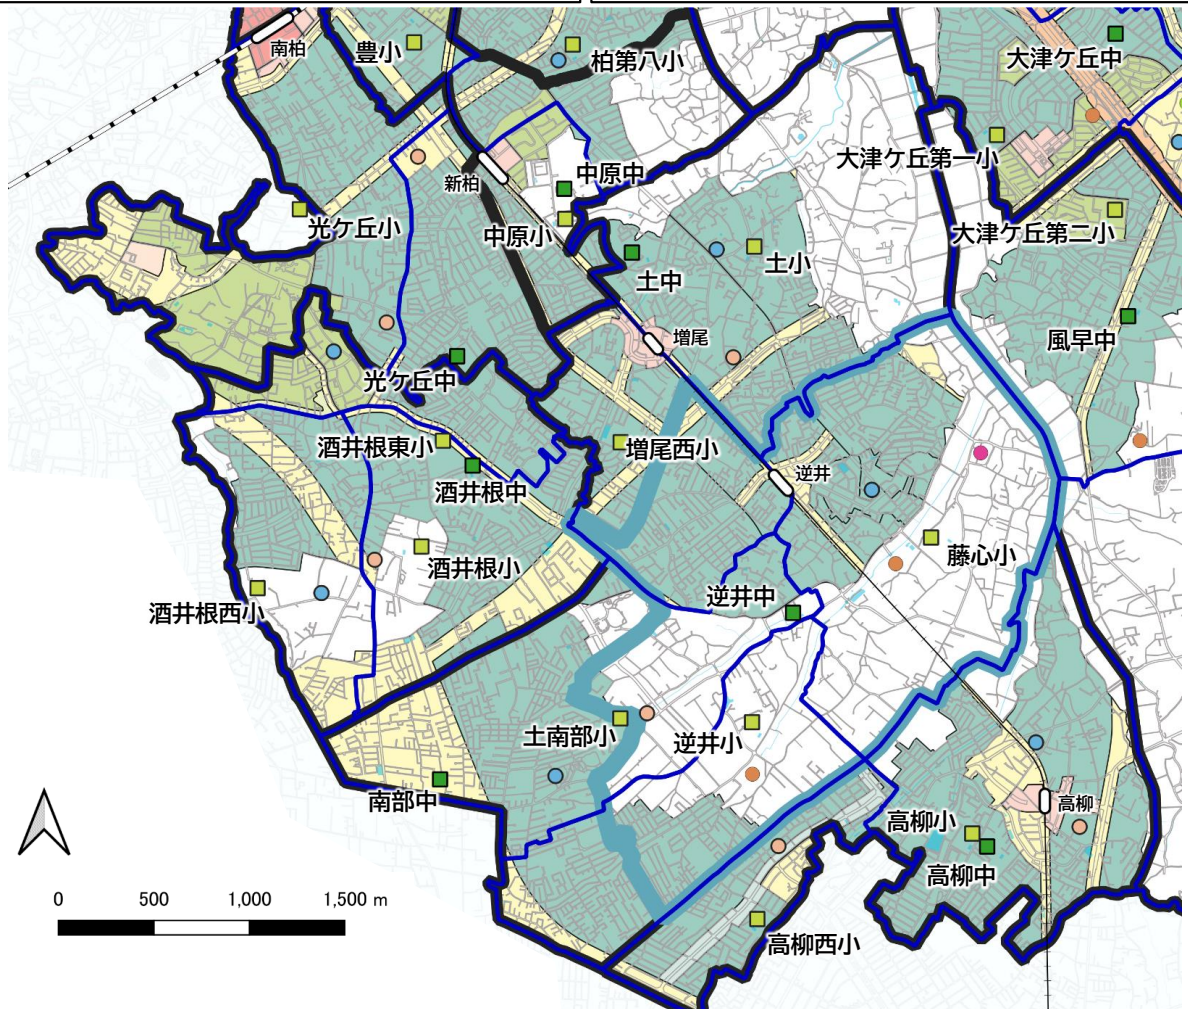 南柏
豊小
柏第八小
大津ケ丘中
新柏
中原中
大津ケ丘第一小
光ケ丘小
中原小
大津ケ丘第二小
土中
土小
増尾
風早中
光ケ丘中
酒井根東小
増尾西小
逆井
酒井根中
藤心小
酒井根小
逆井中
酒井根西小
土南部小
逆井小
南部中
高柳
高柳小
高柳中
高柳西小
0 500 1,000 1,500 m